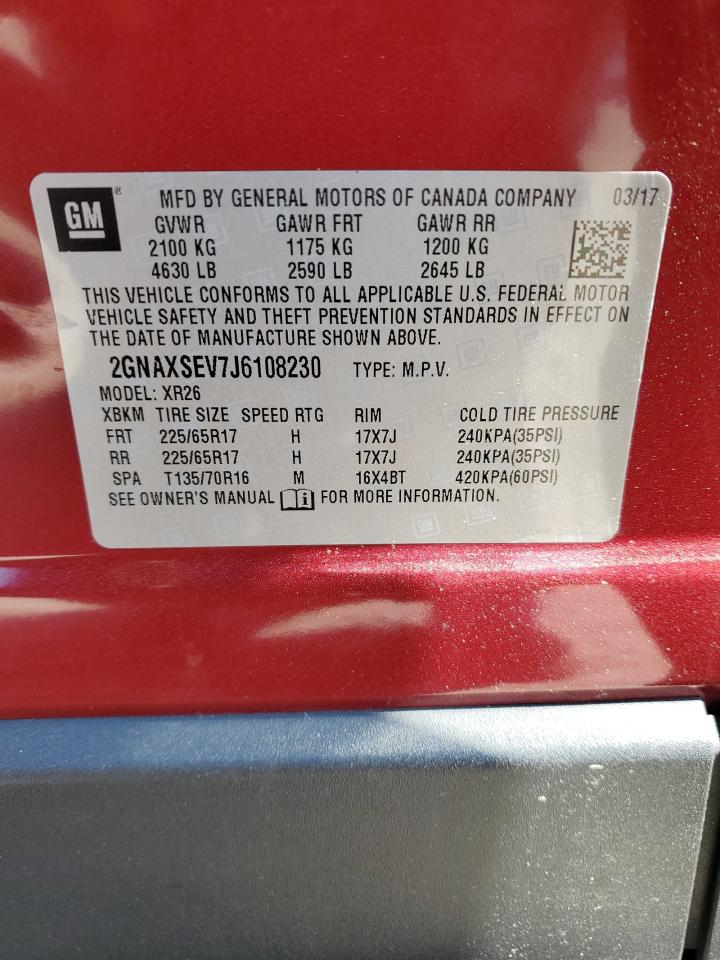 GM ® MFD BY GENERAL MOTORS OF CANADA COMPANY 03/17
GVWR GAWR FRT GAWR RR
2100 KG 1175 KG 1200 KG
4630 LB 2590 LB 2645 LB
THIS VEHICLE CONFORMS TO ALL APPLICABLE U.S. FEDERAL MOTOR
VEHICLE SAFETY AND THEFT PREVENTION STANDARDS IN EFFECT ON
THE DATE OF MANUFACTURE SHOWN ABOVE.
2GNAXSEV7J6108230 TYPE: M.P.V.
MODEL: XR26
XBKM TIRE SIZE SPEED RTG RIM COLD TIRE PRESSURE
FRT 225/65R17 H 17X7J 240KPA(35PSI)
RR 225/65R17 H 17X7J 240KPA(35PSI)
SPA T135/70R16 M 16X4BT 420KPA(60PSI)
SEE OWNER'S MANUAL i FOR MORE INFORMATION.